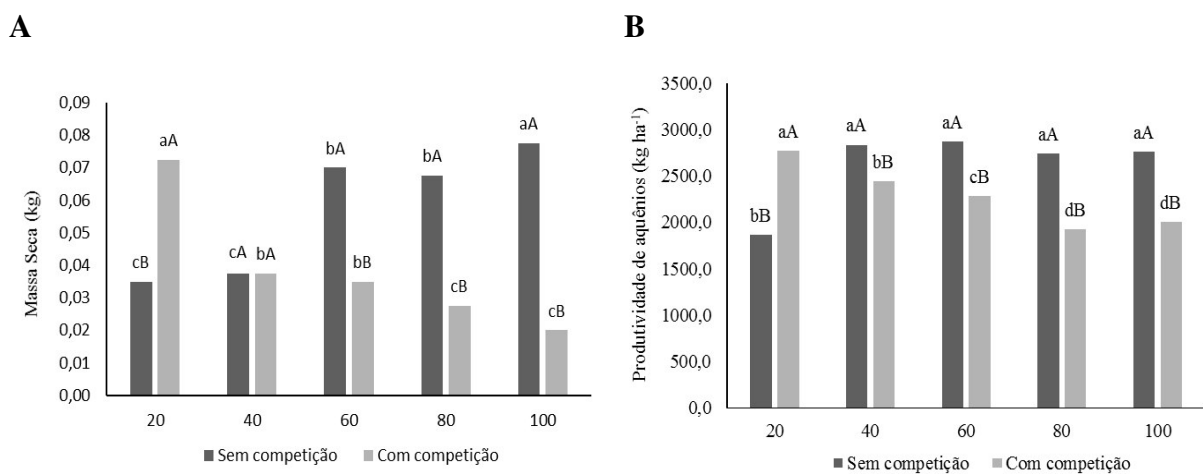 A
Massa Seca (kg)
0,09
0,08
0,07
0,06
0,05
0,04
0,03
0,02
0,01
0,00
cB
aA
cA
bA
bA
bB
bA
cB
aA
cB
20 40 60 80 100
Sem competição Com competição
B
Produtividade de aquênios (kg ha⁻¹)
3500,0
3000,0
2500,0
2000,0
1500,0
1000,0
500,0
0,0
bB
aA
aA
bB
aA
cB
aA
dB
aA
dB
20 40 60 80 100
Sem competição Com competição